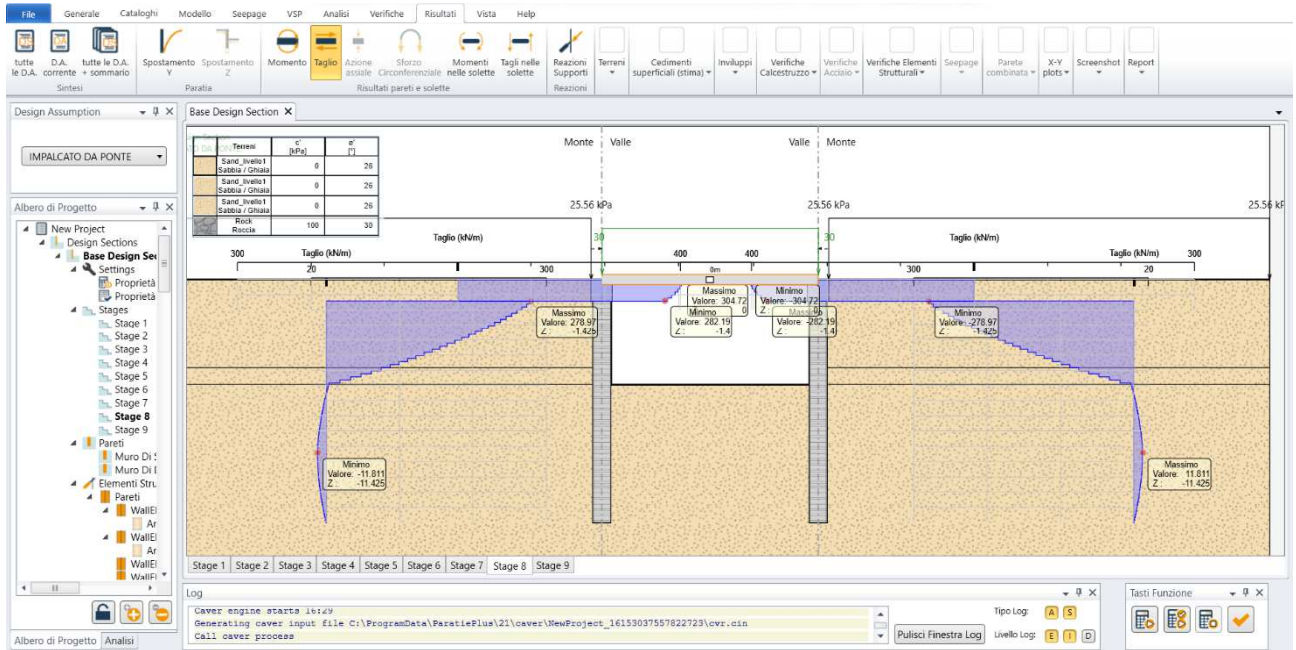 File Generale Cataloghi Modello Seepage VSP Analisi Verifiche Risultati Vista Help
tutte le D.A.
D.A. corrente
tutte le D.A. + sommario
Sintesi
Spostamento Y
Spostamento Z
Paratia
Momento
Taglio
Azione assiale
Sforzo Circonferenziale
Momenti nelle solette
Tagli nelle solette
Risultati pareti e solette
Reazioni Supporti
Reazioni
Terreni
Cedimenti superficiali (stima)
Inviluppi
Verifiche Calcestruzzo
Verifiche Acciaio
Verifiche Elementi Strutturali
Seepage
Parete combinata
X-Y plots
Screenshot
Report
Design Assumption
IMPALCATO DA PONTE
Albero di Progetto
New Project
Design Sections
Base Design Sec
Settings
Proprietà
Proprietà
Stages
Stage 1
Stage 2
Stage 3
Stage 4
Stage 5
Stage 6
Stage 7
Stage 8
Stage 9
Pareti
Muro Di
Muro Di
Elementi Stru
Pareti
WallEl
Ar
WallEl
Ar
WallEl
WallEl
Albero di Progetto Analisi
Base Design Section
Terreni c' [kPa] ø' [°]
Sand_livello1 Sabbia / Ghiaia 0 26
Sand_livello1 Sabbia / Ghiaia 0 26
Sand_livello1 Sabbia / Ghiaia 0 26
Rock Roccia 100 30
Monte Valle Valle Monte
25.56 kPa 25.56 kPa 25.56 kP
Taglio (kN/m) 30 30 Taglio (kN/m)
300 Taglio (kN/m) 400 400 Taglio (kN/m) 300
20 300 0m 300 20
Massimo
Valore: 304.72
0
Minimo
Valore: -304.72
Z : 0
Massimo
Valore: 278.97
Z : -1.425
Minimo
Valore: 282.19
Z : -1.4
Massimo
Valore: -282.19
Z : -1.4
Minimo
Valore: -278.97
Z : -1.425
Minimo
Valore: -11.811
Z : -11.425
Massimo
Valore: 11.811
Z : -11.425
Stage 1 Stage 2 Stage 3 Stage 4 Stage 5 Stage 6 Stage 7 Stage 8 Stage 9
Log
Caver engine starts 16:29
Generating caver input file C:\ProgramData\ParatiePlus\21\caver\NewProject_16153037557822723\cvr.cin
Call caver process
Pulisci Finestra Log
Tipo Log: A S
Livello Log: E I D
Tasti Funzione